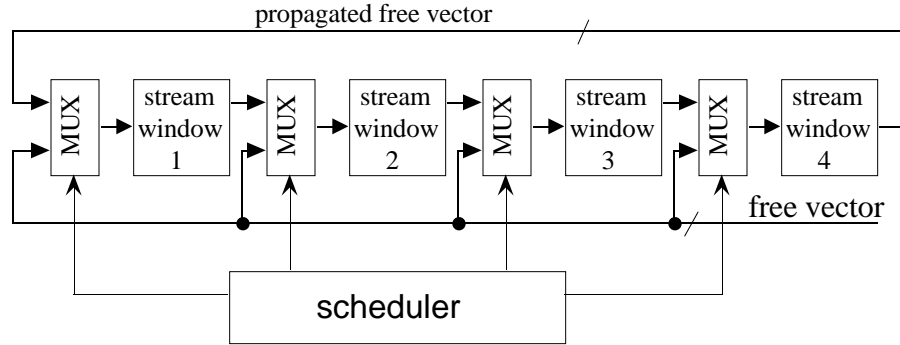 propagated free vector
MUX
stream
window
1
MUX
stream
window
2
MUX
stream
window
3
MUX
stream
window
4
free vector
scheduler